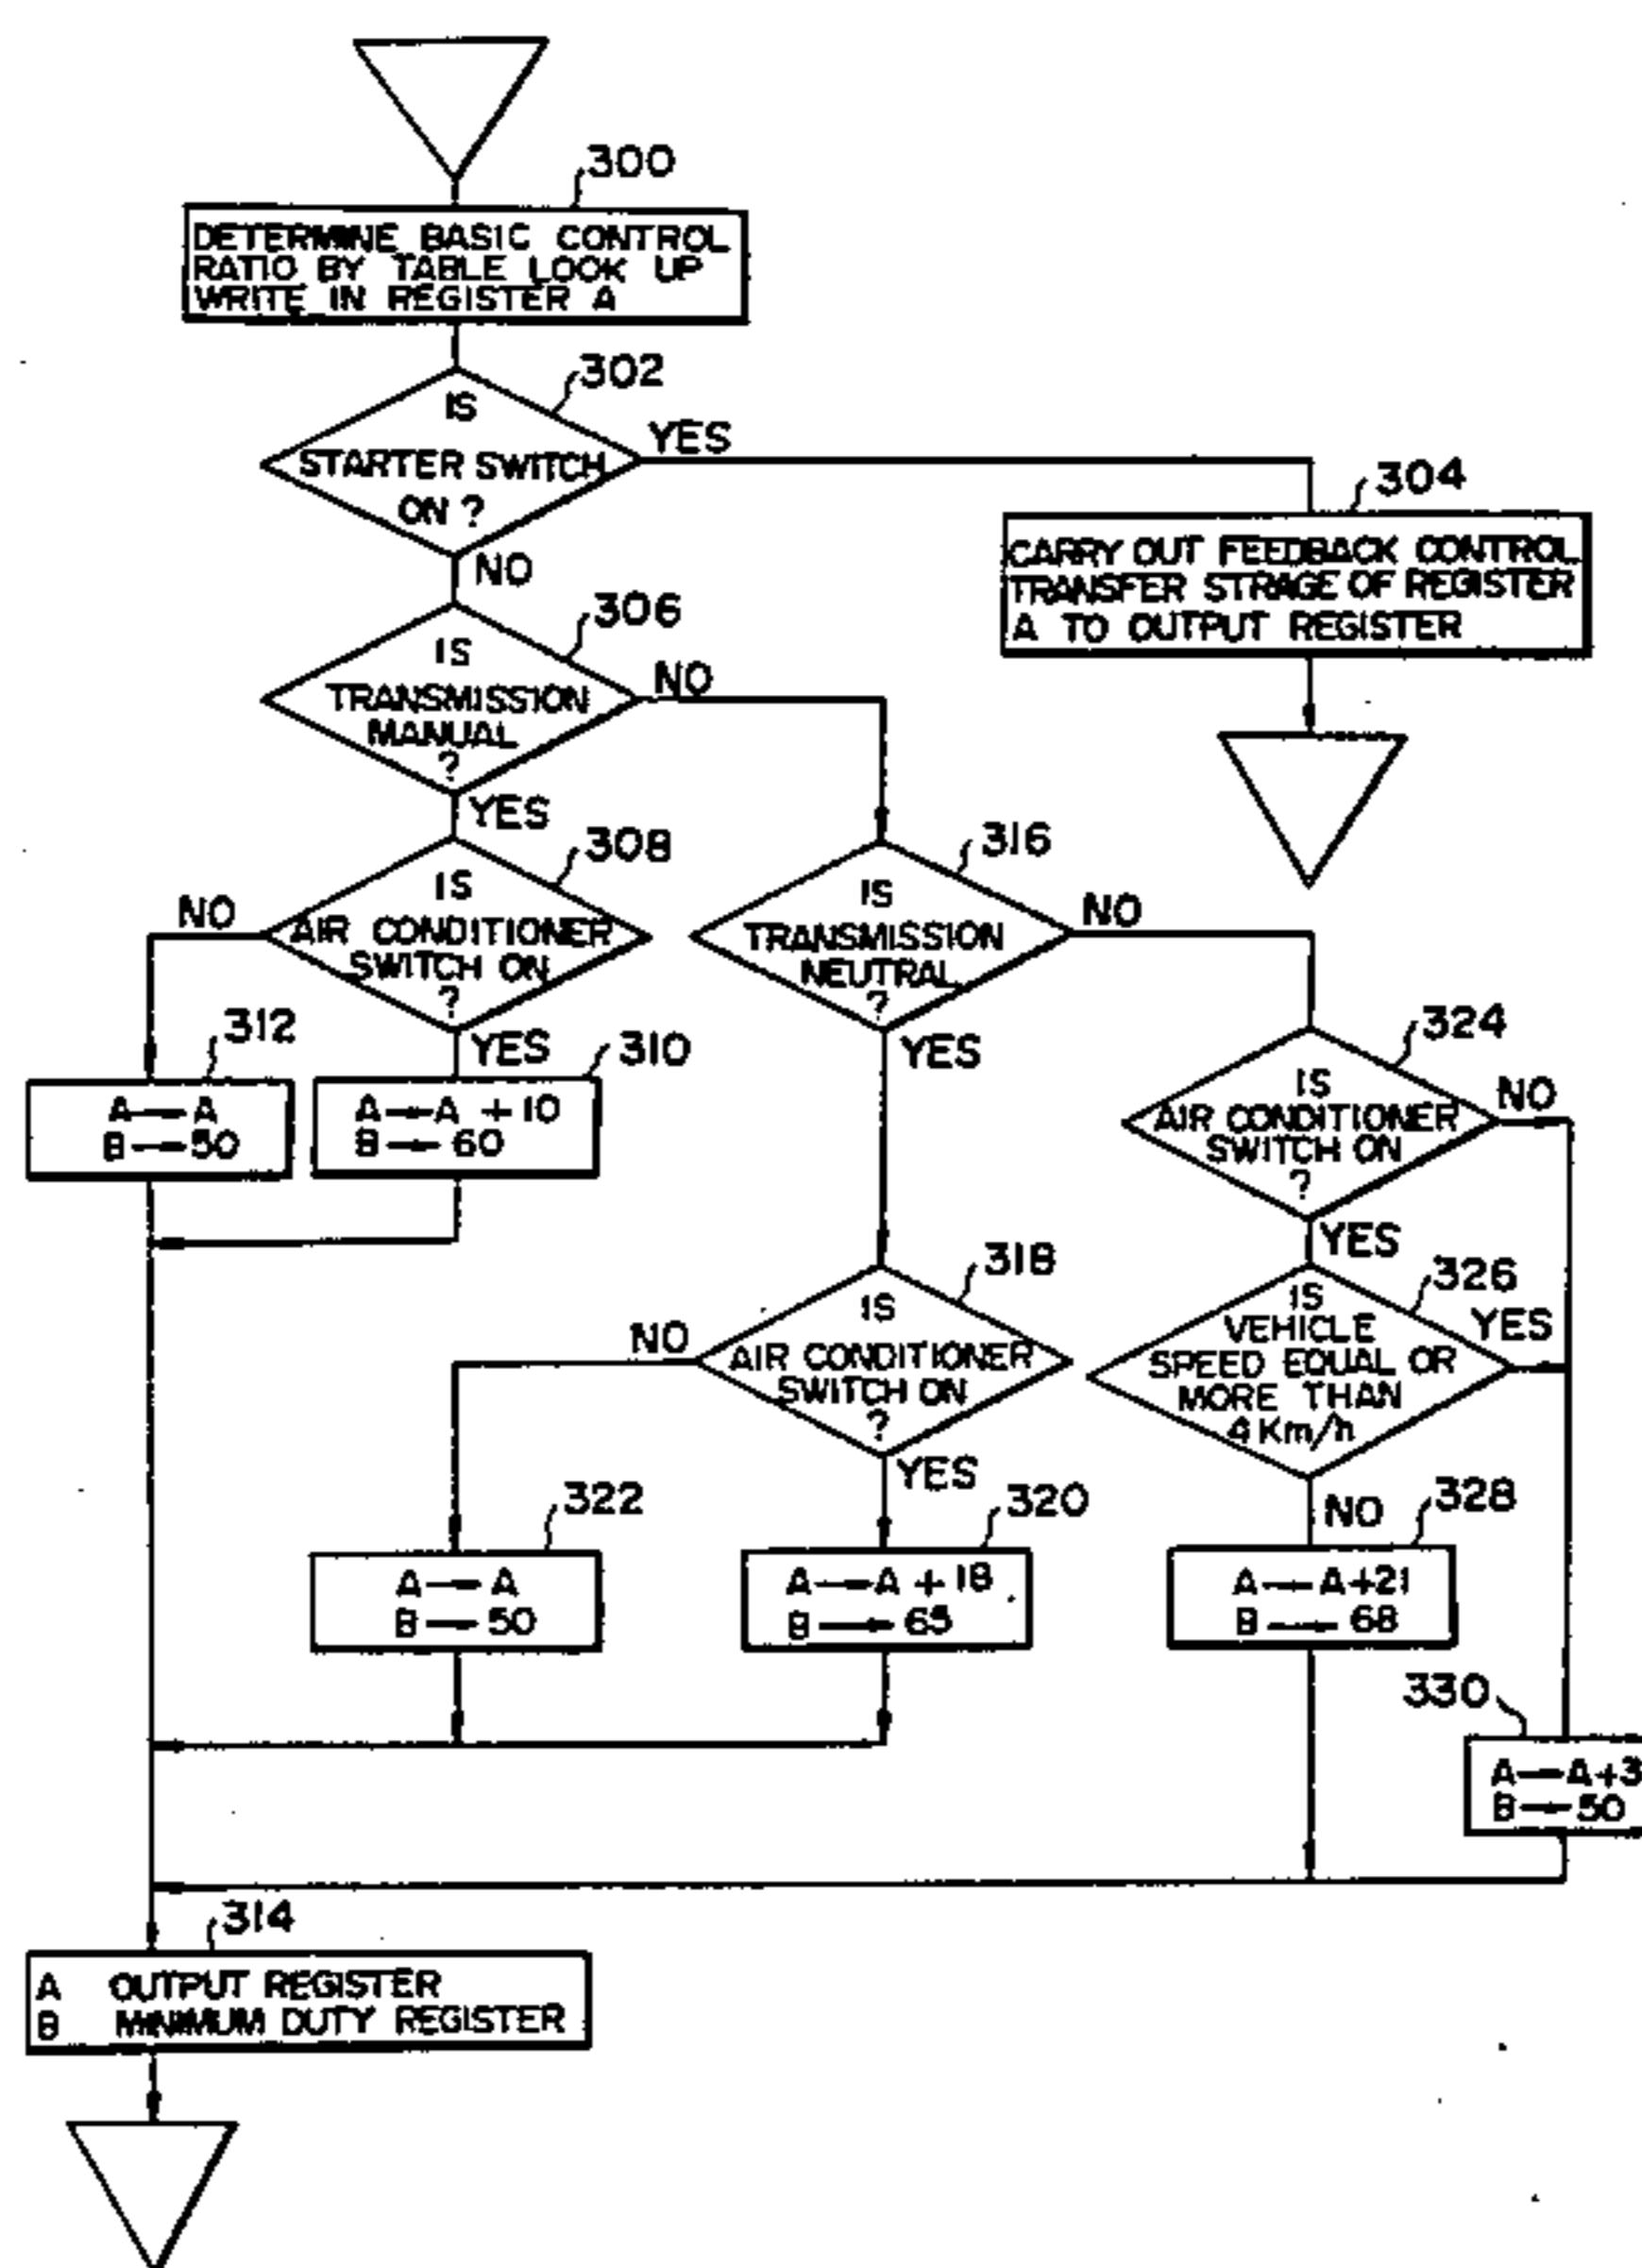 300
DETERMINE BASIC CONTROL
RATIO BY TABLE LOOK UP
WRITE IN REGISTER A
302
IS
STARTER SWITCH
ON ?
YES
NO
304
CARRY OUT FEEDBACK CONTROL
TRANSFER STRAGE OF REGISTER
A TO OUTPUT REGISTER
306
IS
TRANSMISSION
MANUAL
?
NO
YES
308
IS
AIR CONDITIONER
SWITCH ON
?
NO
YES
316
IS
TRANSMISSION
NEUTRAL
?
NO
YES
312
A → A
B → 50
310
A → A + 10
B → 60
324
IS
AIR CONDITIONER
SWITCH ON
?
NO
YES
318
IS
AIR CONDITIONER
SWITCH ON
?
NO
YES
326
IS
VEHICLE
SPEED EQUAL OR
MORE THAN
4 Km/h
YES
NO
322
A → A
B → 50
320
A → A + 18
B → 65
328
A → A+21
B → 68
330
A → A+3
B → 50
314
A OUTPUT REGISTER
B MINIMUM DUTY REGISTER